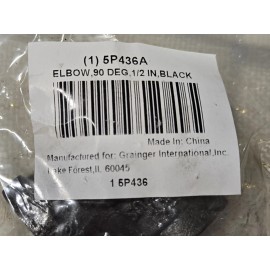 (1) 5P436A
ELBOW,90 DEG,1/2 IN,BLACK
Made In: China
Manufactured for: Grainger International,Inc.
Lake Forest,IL 60045
1 5P436